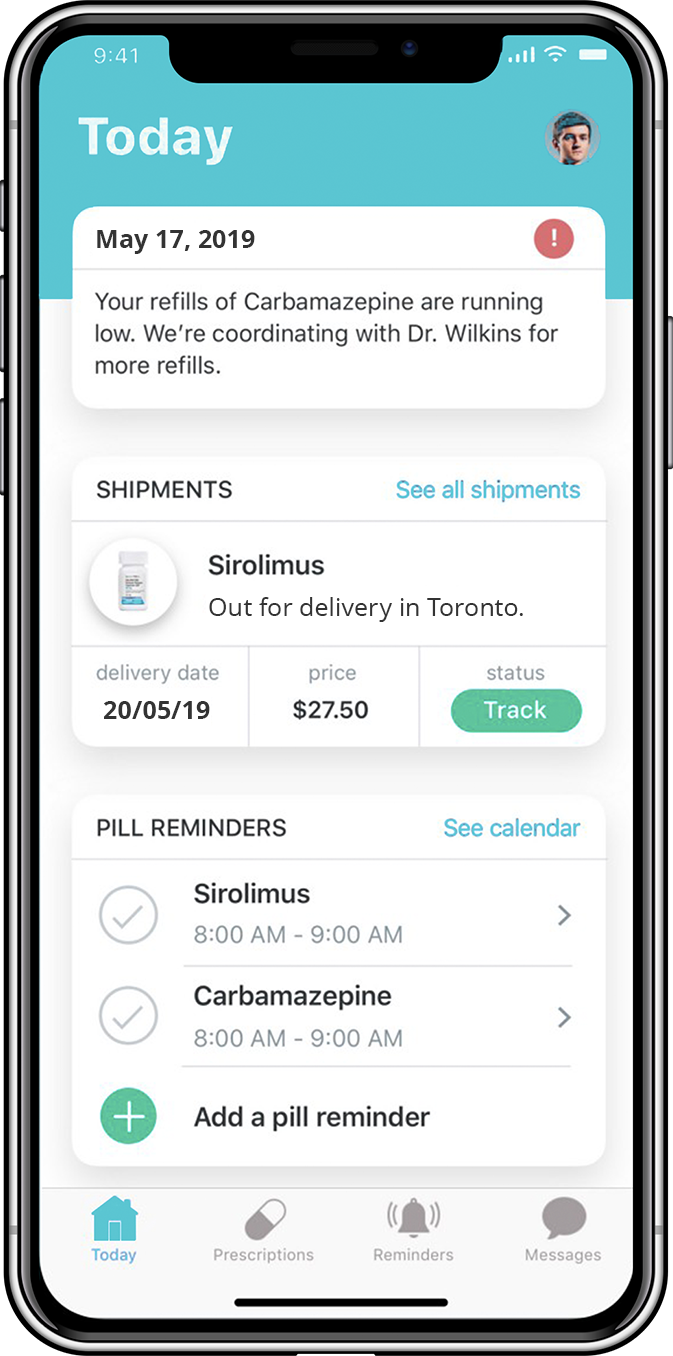 9:41
Today
May 17, 2019
!
Your refills of Carbamazepine are running
low. We’re coordinating with Dr. Wilkins for
more refills.
SHIPMENTS See all shipments
Sirolimus
Out for delivery in Toronto.
delivery date price status
20/05/19 $27.50 Track
PILL REMINDERS See calendar
Sirolimus
8:00 AM - 9:00 AM
Carbamazepine
8:00 AM - 9:00 AM
Add a pill reminder
Today Prescriptions Reminders Messages